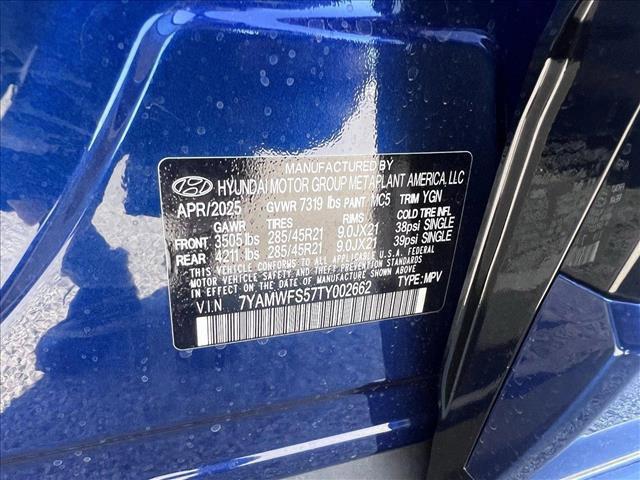 MANUFACTURED BY
HYUNDAI MOTOR GROUP METAPLANT AMERICA, LLC
APR/2025 GVWR 7319 lbs PAINT MC5 TRIM YGN
GAWR TIRES RIMS COLD TIRE INFL
FRONT 3505 lbs 285/45R21 9.0JX21 38psi SINGLE
REAR 4211 lbs 285/45R21 9.0JX21 39psi SINGLE
THIS VEHICLE CONFORMS TO ALL APPLICABLE FEDERAL
MOTOR VEHICLE SAFETY AND THEFT PREVENTION
STANDARDS IN EFFECT ON THE DATE OF
MANUFACTURE SHOWN ABOVE.
V.I.N 7YAMWFS57TY002662 TYPE: MPV